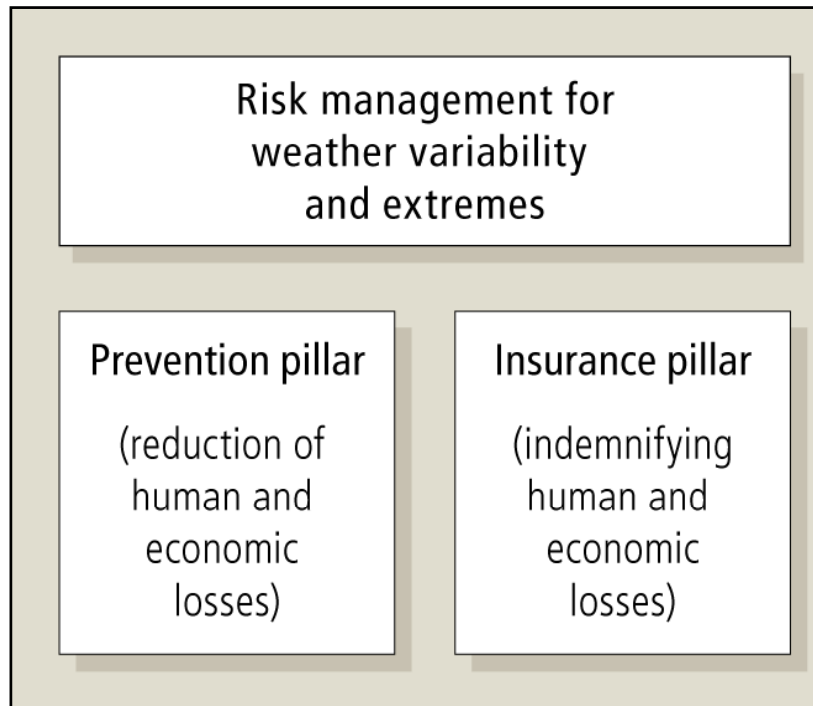 Risk management for
weather variability
and extremes
Prevention pillar
(reduction of
human and
economic
losses)
Insurance pillar
(indemnifying
human and
economic
losses)